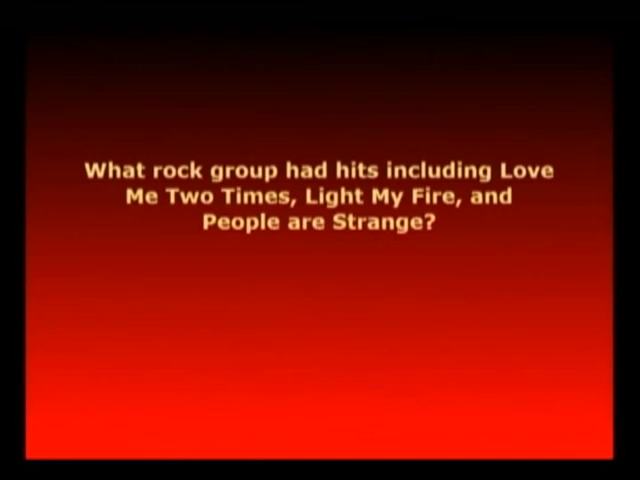 What rock group had hits including Love
Me Two Times, Light My Fire, and
People are Strange?